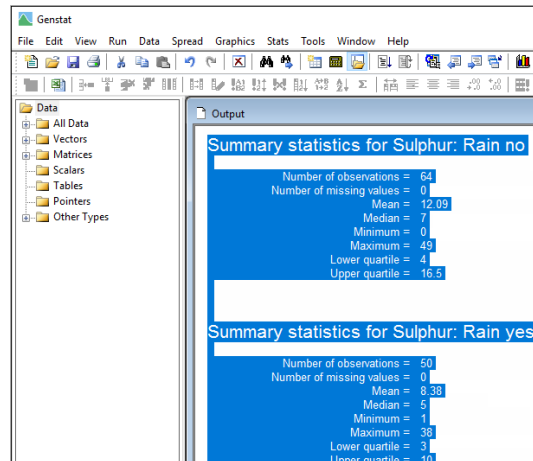 Genstat
File Edit View Run Data Spread Graphics Stats Tools Window Help
Data
All Data
Vectors
Matrices
Scalars
Tables
Pointers
Other Types
Output
Summary statistics for Sulphur: Rain no
Number of observations = 64
Number of missing values = 0
Mean = 12.09
Median = 7
Minimum = 0
Maximum = 49
Lower quartile = 4
Upper quartile = 16.5
Summary statistics for Sulphur: Rain yes
Number of observations = 50
Number of missing values = 0
Mean = 8.38
Median = 5
Minimum = 1
Maximum = 38
Lower quartile = 3
Upper quartile = 10